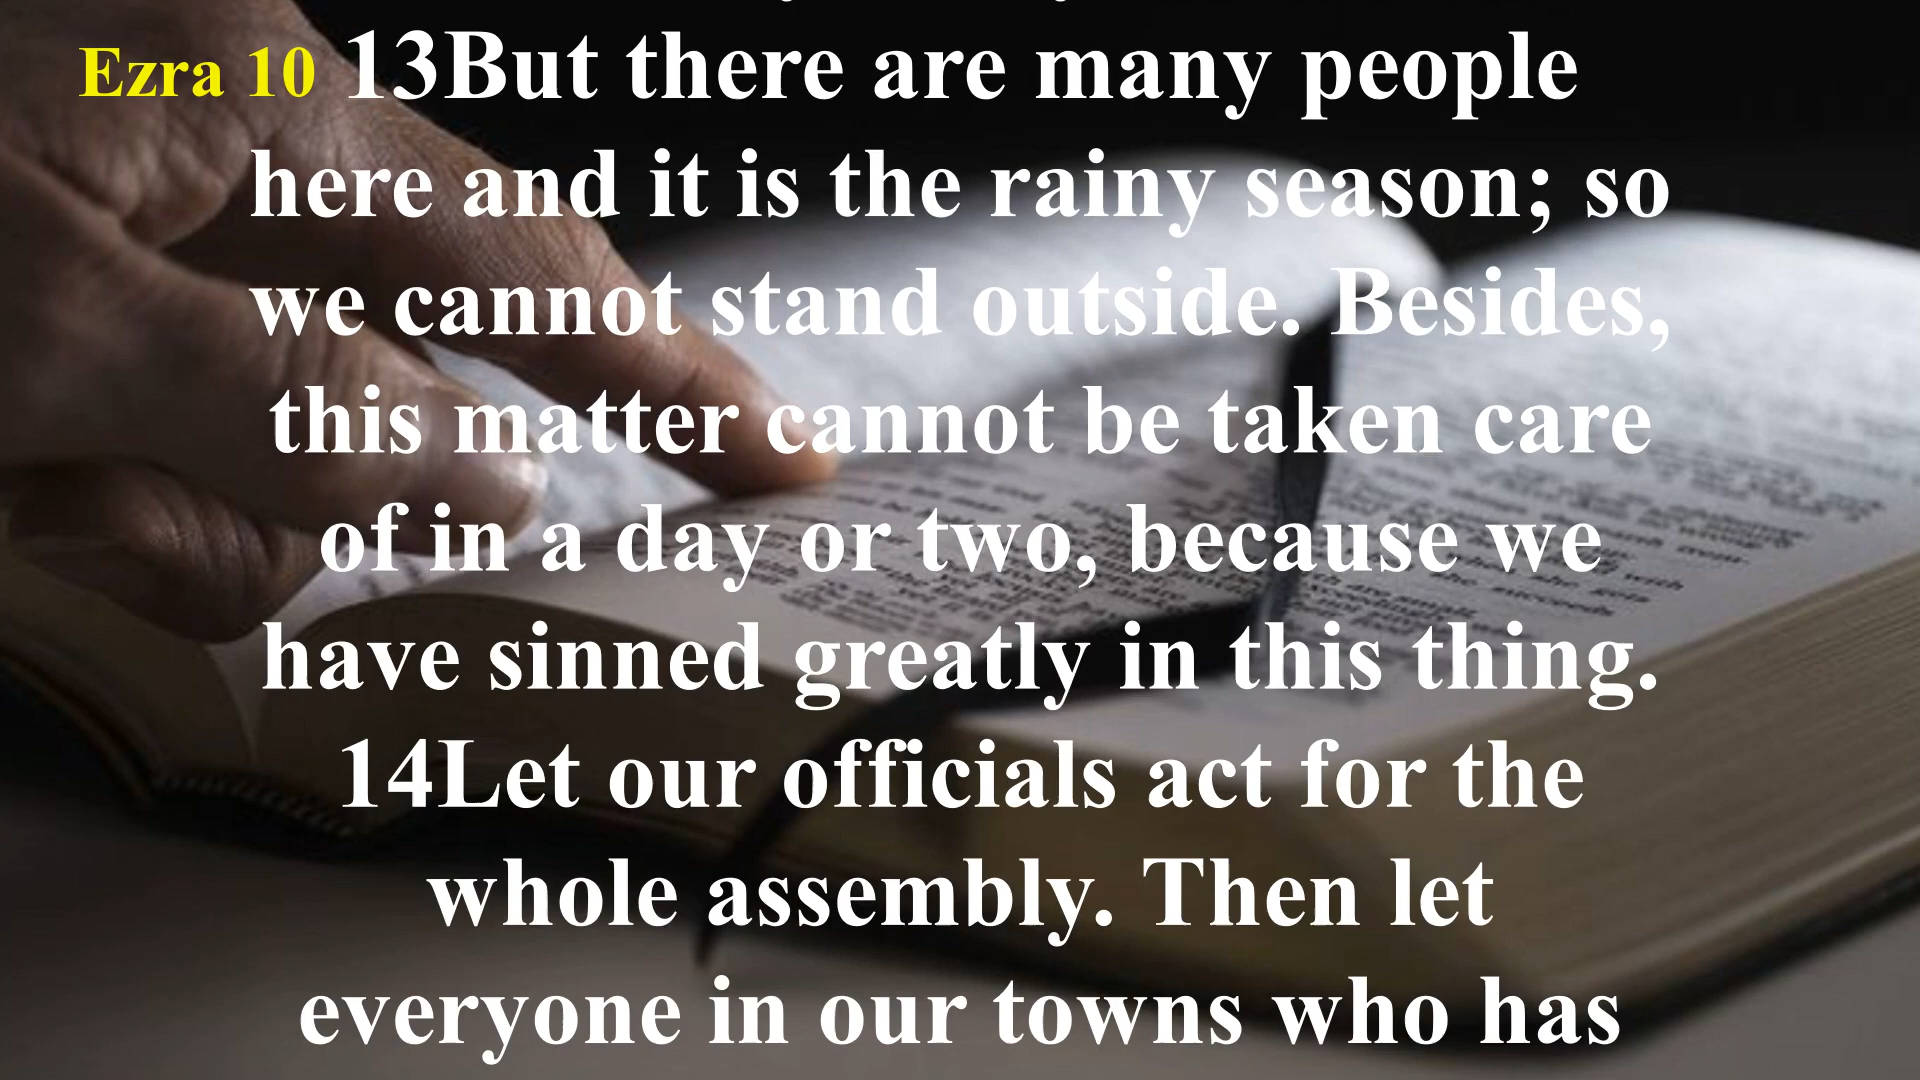 Ezra 10 13But there are many people
here and it is the rainy season; so
we cannot stand outside. Besides,
this matter cannot be taken care
of in a day or two, because we
have sinned greatly in this thing.
14Let our officials act for the
whole assembly. Then let
everyone in our towns who has